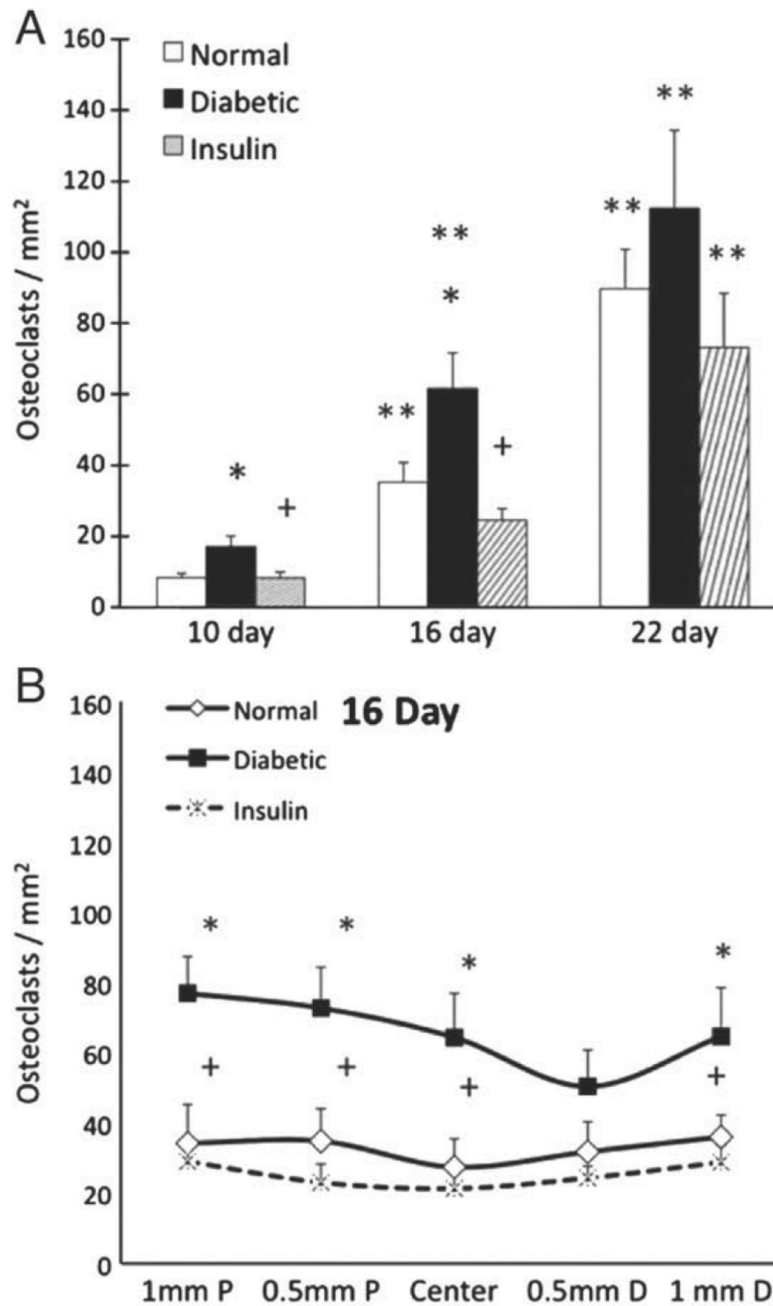 A
160
140
120
100
80
60
40
20
0
Osteoclasts / mm²
Normal
Diabetic
Insulin
* +
** ** * +
** ** **
10 day 16 day 22 day
B
160
140
120
100
80
60
40
20
0
Osteoclasts / mm²
Normal 16 Day
Diabetic
Insulin
* * * *
+ + + +
1mm P 0.5mm P Center 0.5mm D 1 mm D